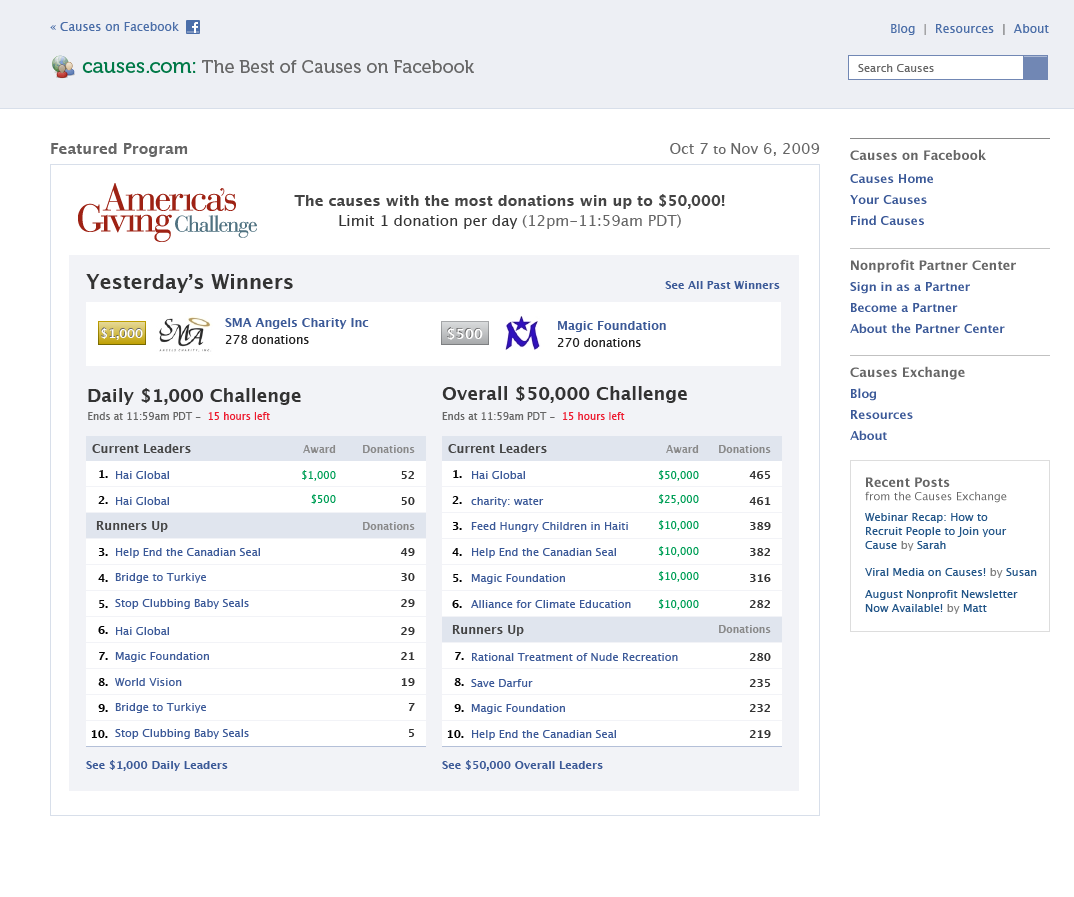 « Causes on Facebook
Blog | Resources | About
causes.com: The Best of Causes on Facebook
Search Causes
Featured Program
Oct 7 to Nov 6, 2009
America's Giving Challenge
The causes with the most donations win up to $50,000!
Limit 1 donation per day (12pm-11:59am PDT)
Yesterday's Winners
See All Past Winners
$1,000
SMA
ANGELS CHARITY, INC.
SMA Angels Charity Inc
278 donations
$500
Magic Foundation
270 donations
Daily $1,000 Challenge
Ends at 11:59am PDT – 15 hours left
Current Leaders Award Donations
1. Hai Global $1,000 52
2. Hai Global $500 50
Runners Up Donations
3. Help End the Canadian Seal 49
4. Bridge to Turkiye 30
5. Stop Clubbing Baby Seals 29
6. Hai Global 29
7. Magic Foundation 21
8. World Vision 19
9. Bridge to Turkiye 7
10. Stop Clubbing Baby Seals 5
See $1,000 Daily Leaders
Overall $50,000 Challenge
Ends at 11:59am PDT – 15 hours left
Current Leaders Award Donations
1. Hai Global $50,000 465
2. charity: water $25,000 461
3. Feed Hungry Children in Haiti $10,000 389
4. Help End the Canadian Seal $10,000 382
5. Magic Foundation $10,000 316
6. Alliance for Climate Education $10,000 282
Runners Up Donations
7. Rational Treatment of Nude Recreation 280
8. Save Darfur 235
9. Magic Foundation 232
10. Help End the Canadian Seal 219
See $50,000 Overall Leaders
Causes on Facebook
Causes Home
Your Causes
Find Causes
Nonprofit Partner Center
Sign in as a Partner
Become a Partner
About the Partner Center
Causes Exchange
Blog
Resources
About
Recent Posts
from the Causes Exchange
Webinar Recap: How to
Recruit People to Join your
Cause by Sarah
Viral Media on Causes! by Susan
August Nonprofit Newsletter
Now Available! by Matt